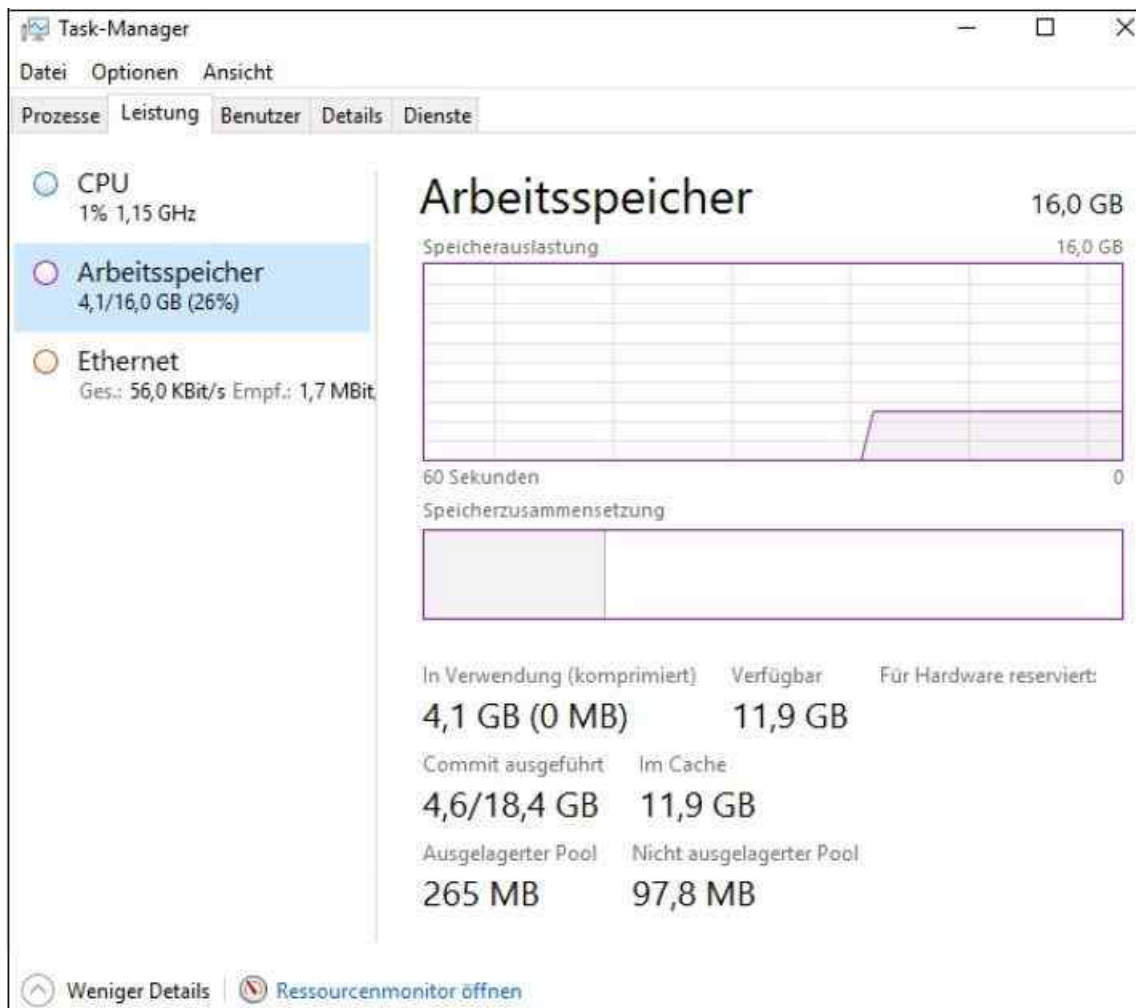 Task-Manager
Datei Optionen Ansicht
Prozesse Leistung Benutzer Details Dienste
CPU
1% 1,15 GHz
Arbeitsspeicher
4,1/16,0 GB (26%)
Ethernet
Ges.: 56,0 KBit/s Empf.: 1,7 MBit
Arbeitsspeicher 16,0 GB
Speicherauslastung 16,0 GB
60 Sekunden 0
Speicherzusammensetzung
In Verwendung (komprimiert) Verfügbar Für Hardware reserviert:
4,1 GB (0 MB) 11,9 GB
Commit ausgeführt Im Cache
4,6/18,4 GB 11,9 GB
Ausgelagerter Pool Nicht ausgelagerter Pool
265 MB 97,8 MB
Weniger Details Ressourcenmonitor öffnen